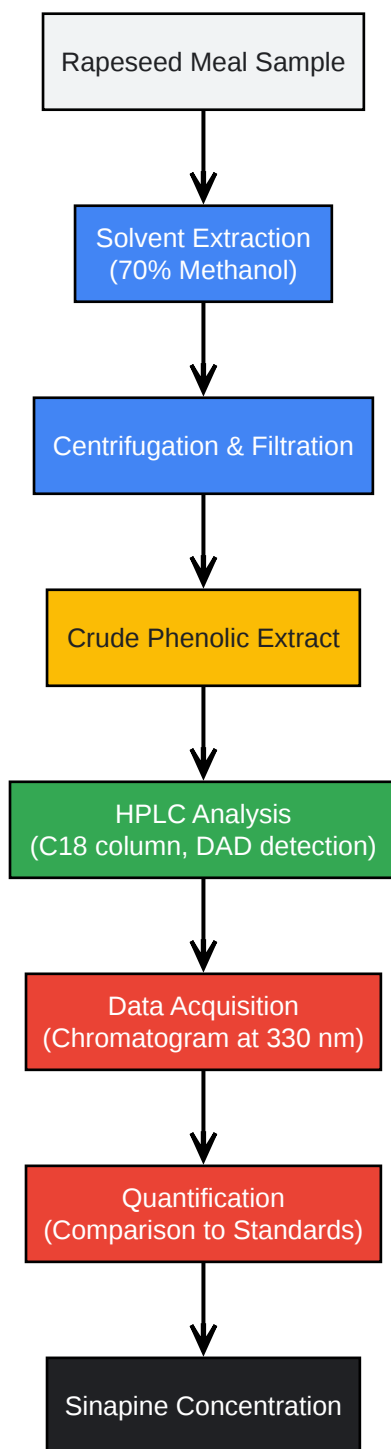 Rapeseed Meal Sample
Solvent Extraction
(70% Methanol)
Centrifugation & Filtration
Crude Phenolic Extract
HPLC Analysis
(C18 column, DAD detection)
Data Acquisition
(Chromatogram at 330 nm)
Quantification
(Comparison to Standards)
Sinapine Concentration